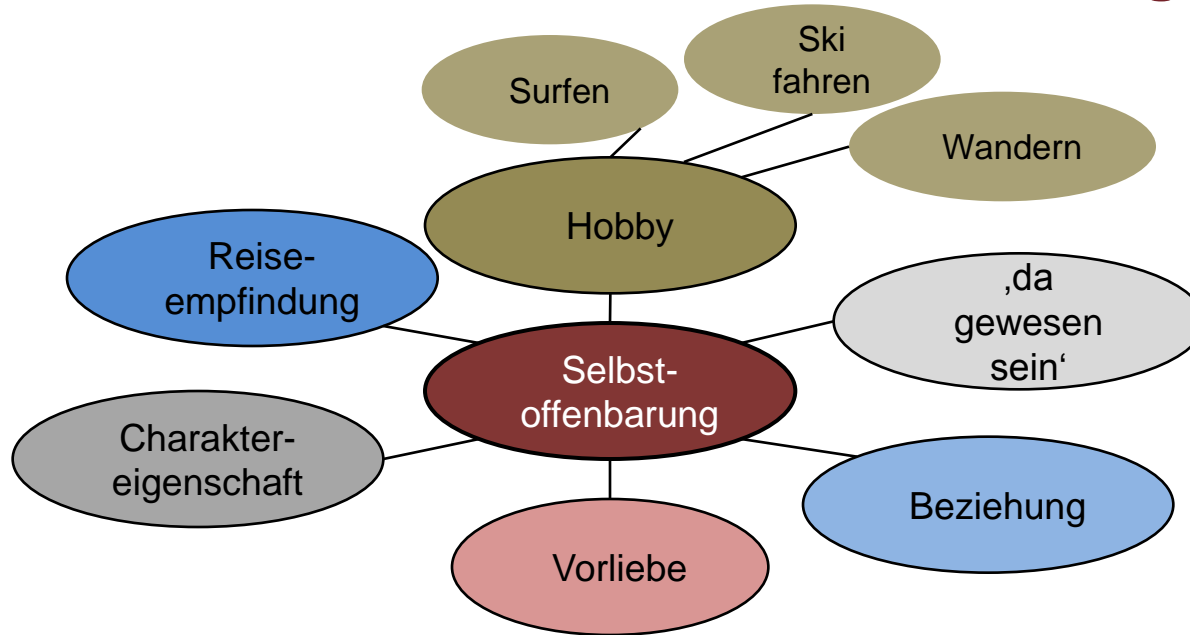 Ski
fahren
Surfen
Wandern
Hobby
Reise-
empfindung
‚da
gewesen
sein‘
Selbst-
offenbarung
Charakter-
eigenschaft
Beziehung
Vorliebe